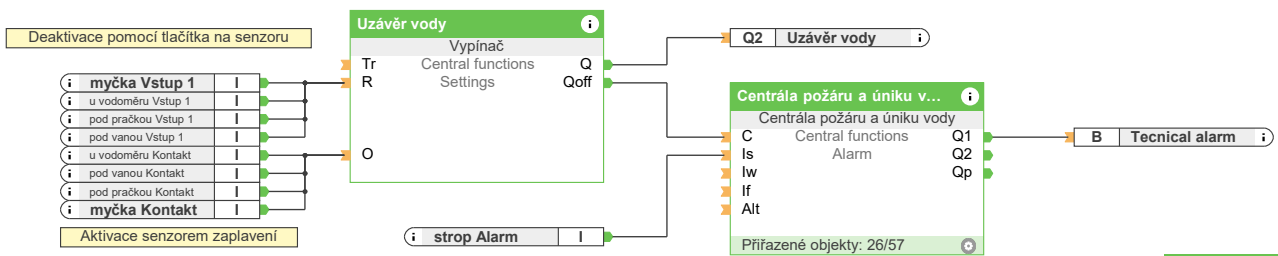 Deaktivace pomocí tlačítka na senzoru
myčka Vstup 1 I
u vodoměru Vstup 1 I
pod pračkou Vstup 1 I
pod vanou Vstup 1 I
u vodoměru Kontakt I
pod vanou Kontakt I
pod pračkou Kontakt I
myčka Kontakt I
Aktivace senzorem zaplavení
Uzávěr vody i
Vypínač
Tr Central functions Q
R Settings Qoff
O
Q2 Uzávěr vody i
strop Alarm I
Centrála požáru a úniku v... i
Centrála požáru a úniku vody
C Central functions Q1
Is Alarm Q2
Iw Qp
If
Alt
Přiřazené objekty: 26/57
B Tecnical alarm i